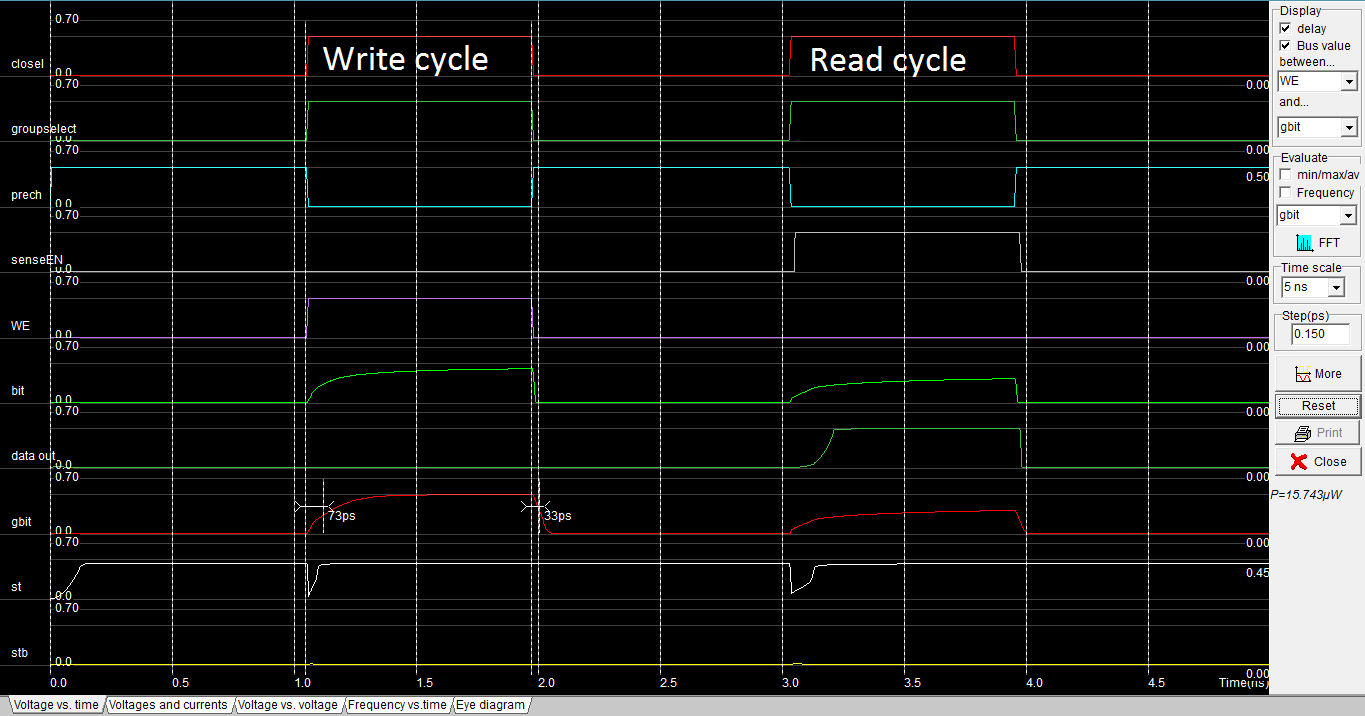 0.70
closel
Write cycle
Read cycle
0.0
0.70
0.00
groupselect
0.0
0.70
0.00
prech
0.50
0.0
0.70
senseEN
0.0
0.70
0.00
WE
0.0
0.70
0.00
bit
0.0
0.70
0.00
data out
0.0
0.70
0.00
gbit
73ps
33ps
0.0
0.70
0.00
st
0.45
0.0
0.70
stb
0.0
0.00
0.0 0.5 1.0 1.5 2.0 2.5 3.0 3.5 4.0 4.5 Time(ns)
Voltage vs. time Voltages and currents Voltage vs. voltage Frequency vs.time Eye diagram
Display
delay
Bus value
between...
WE
and...
gbit
Evaluate
min/max/av
Frequency
gbit
FFT
Time scale
5 ns
Step(ps)
0.150
More
Reset
Print
Close
P=15.743µW